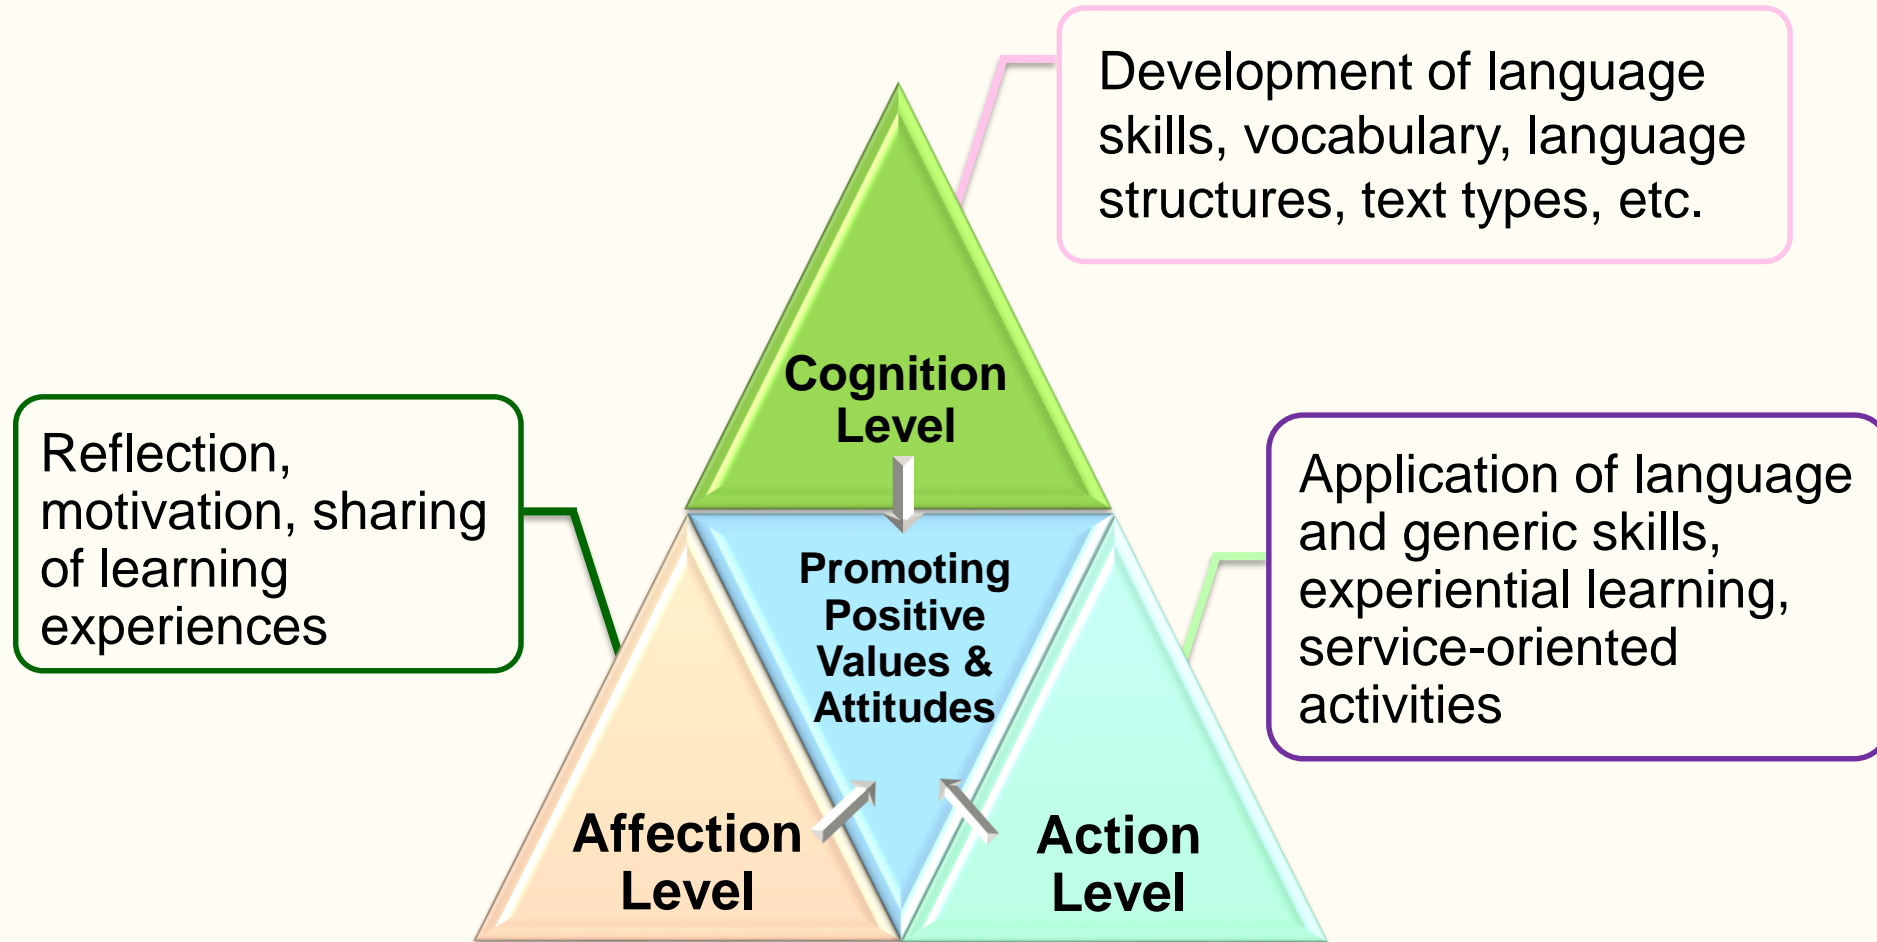 Development of language
skills, vocabulary, language
structures, text types, etc.
Cognition
Level
Reflection,
motivation, sharing
of learning
experiences
Application of language
and generic skills,
experiential learning,
service-oriented
activities
Promoting
Positive
Values &
Attitudes
Affection
Level
Action
Level